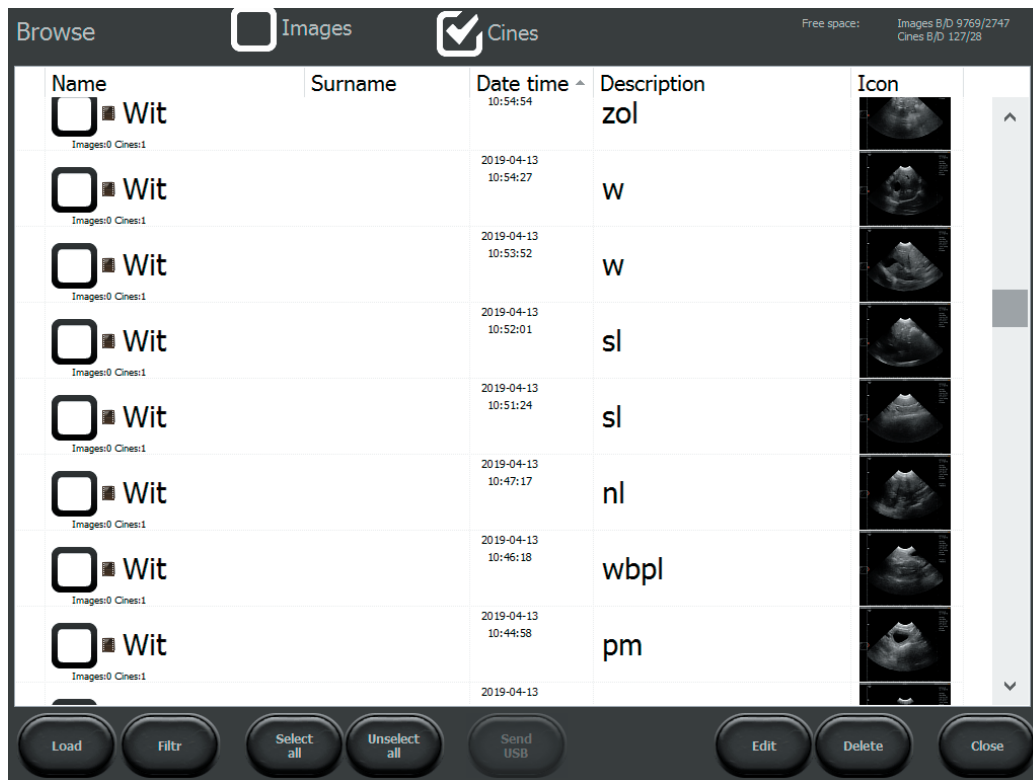 Browse
Images
Cines
Free space:
Images B/D 9769/2747
Cines B/D 127/28
Name Surname Date time Description Icon
10:54:54
Wit zol
Images:0 Cines:1
2019-04-13
10:54:27
Wit w
Images:0 Cines:1
2019-04-13
10:53:52
Wit w
Images:0 Cines:1
2019-04-13
10:52:01
Wit sl
Images:0 Cines:1
2019-04-13
10:51:24
Wit sl
Images:0 Cines:1
2019-04-13
10:47:17
Wit nl
Images:0 Cines:1
2019-04-13
10:46:18
Wit wbpl
Images:0 Cines:1
2019-04-13
10:44:58
Wit pm
Images:0 Cines:1
2019-04-13
Load
Filtr
Select all
Unselect all
Send USB
Edit
Delete
Close